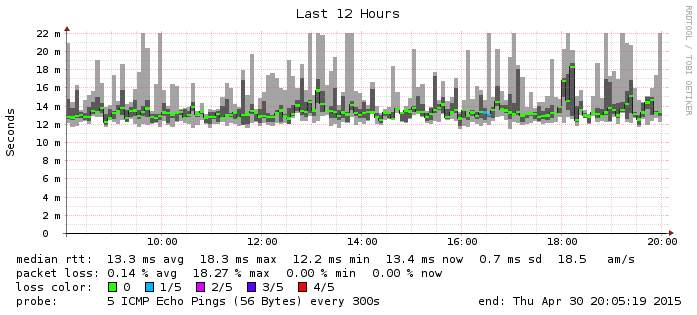 Last 12 Hours
RRDTOOL / TOBI OETIKER
Seconds
22 m
20 m
18 m
16 m
14 m
12 m
10 m
8 m
6 m
4 m
2 m
0
10:00 12:00 14:00 16:00 18:00 20:00
median rtt: 13.3 ms avg 18.3 ms max 12.2 ms min 13.4 ms now 0.7 ms sd 18.5 am/s
packet loss: 0.14 % avg 18.27 % max 0.00 % min 0.00 % now
loss color: 0 1/5 2/5 3/5 4/5
probe: 5 ICMP Echo Pings (56 Bytes) every 300s end: Thu Apr 30 20:05:19 2015